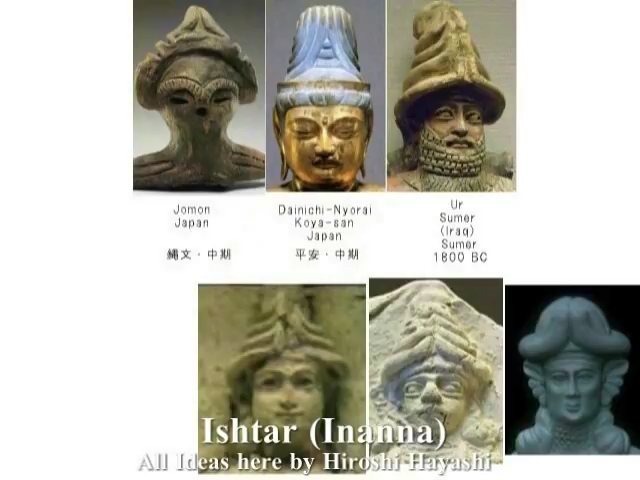 Jomon
Japan
縄文・中期
Dainichi-Nyorai
Koya-san
Japan
平安・中期
Ur
Sumer
(Iraq)
Sumer
1800 BC
Ishtar (Inanna)
All Ideas here by Hiroshi Hayashi